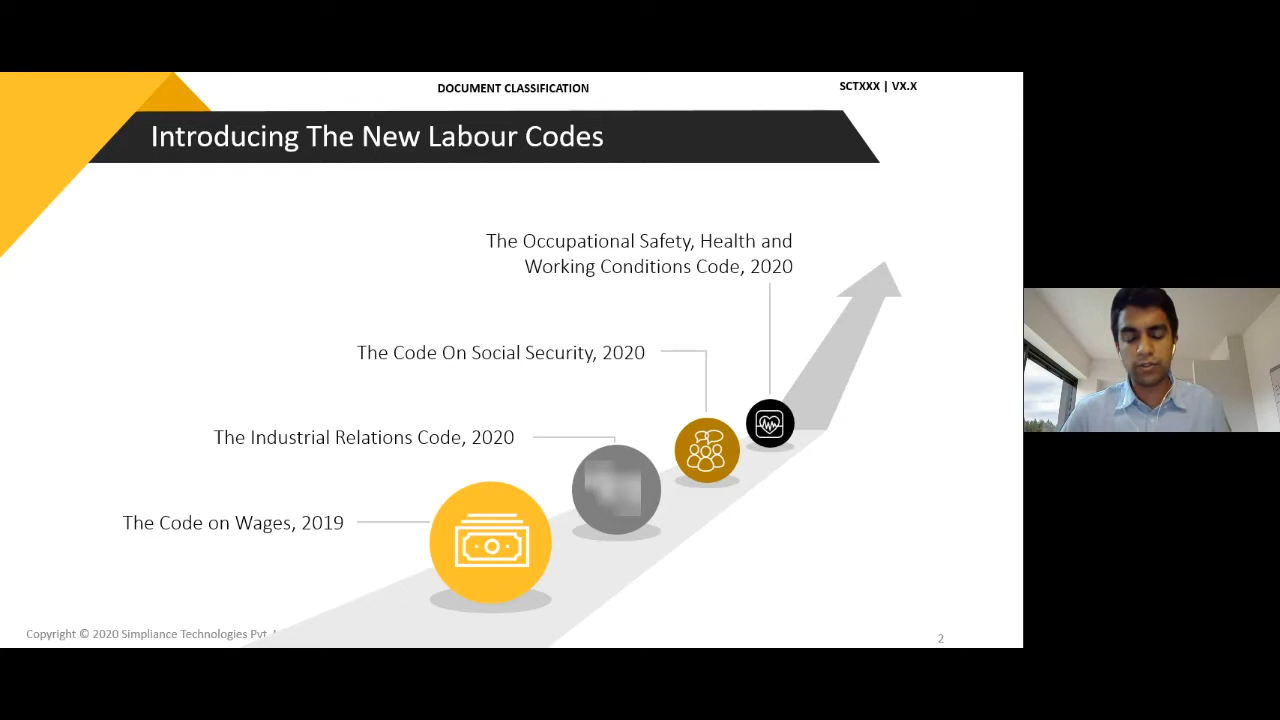 DOCUMENT CLASSIFICATION
SCTXXX | VX.X
Introducing The New Labour Codes
The Occupational Safety, Health and
Working Conditions Code, 2020
The Code On Social Security, 2020
The Industrial Relations Code, 2020
The Code on Wages, 2019
Copyright © 2020 Simpliance Technologies Pvt.
2